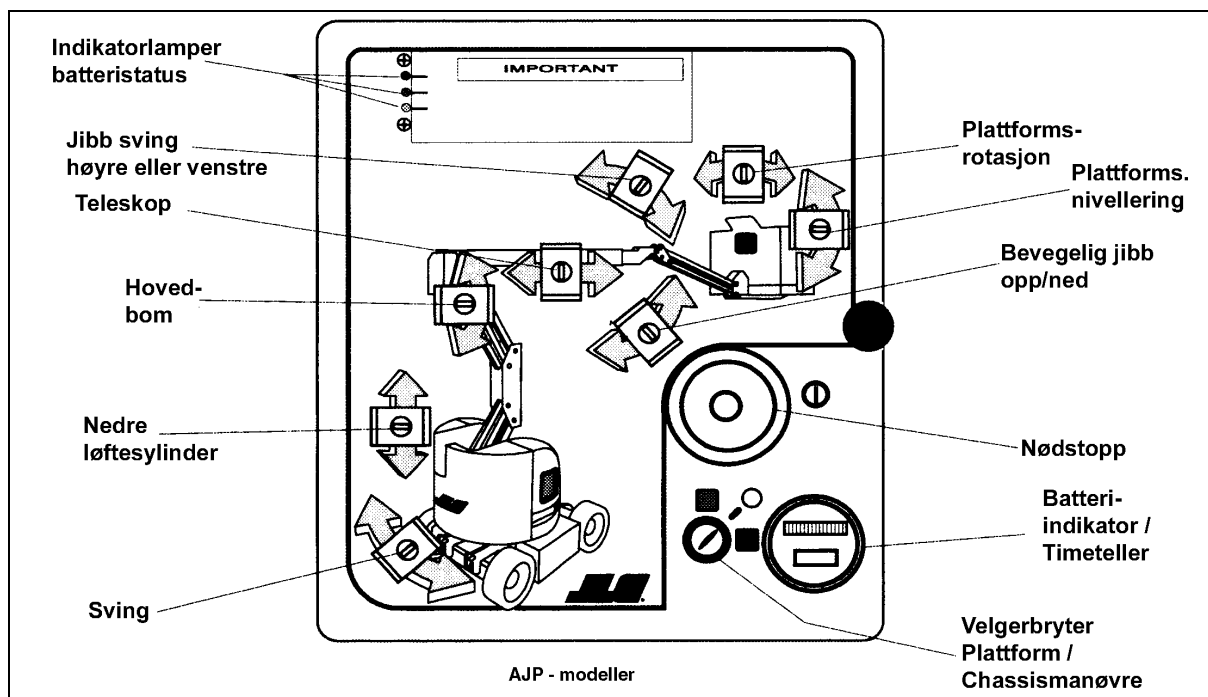 Indikatorlamper
batteristatus
IMPORTANT
Jibb sving
høyre eller venstre
Teleskop
Hoved-
bom
Nedre
løftesylinder
Sving
Plattforms-
rotasjon
Plattforms.
nivellering
Bevegelig jibb
opp/ned
Nødstopp
Batteri-
indikator /
Timeteller
Velgerbryter
Plattform /
Chassismanøvre
JLG
AJP - modeller